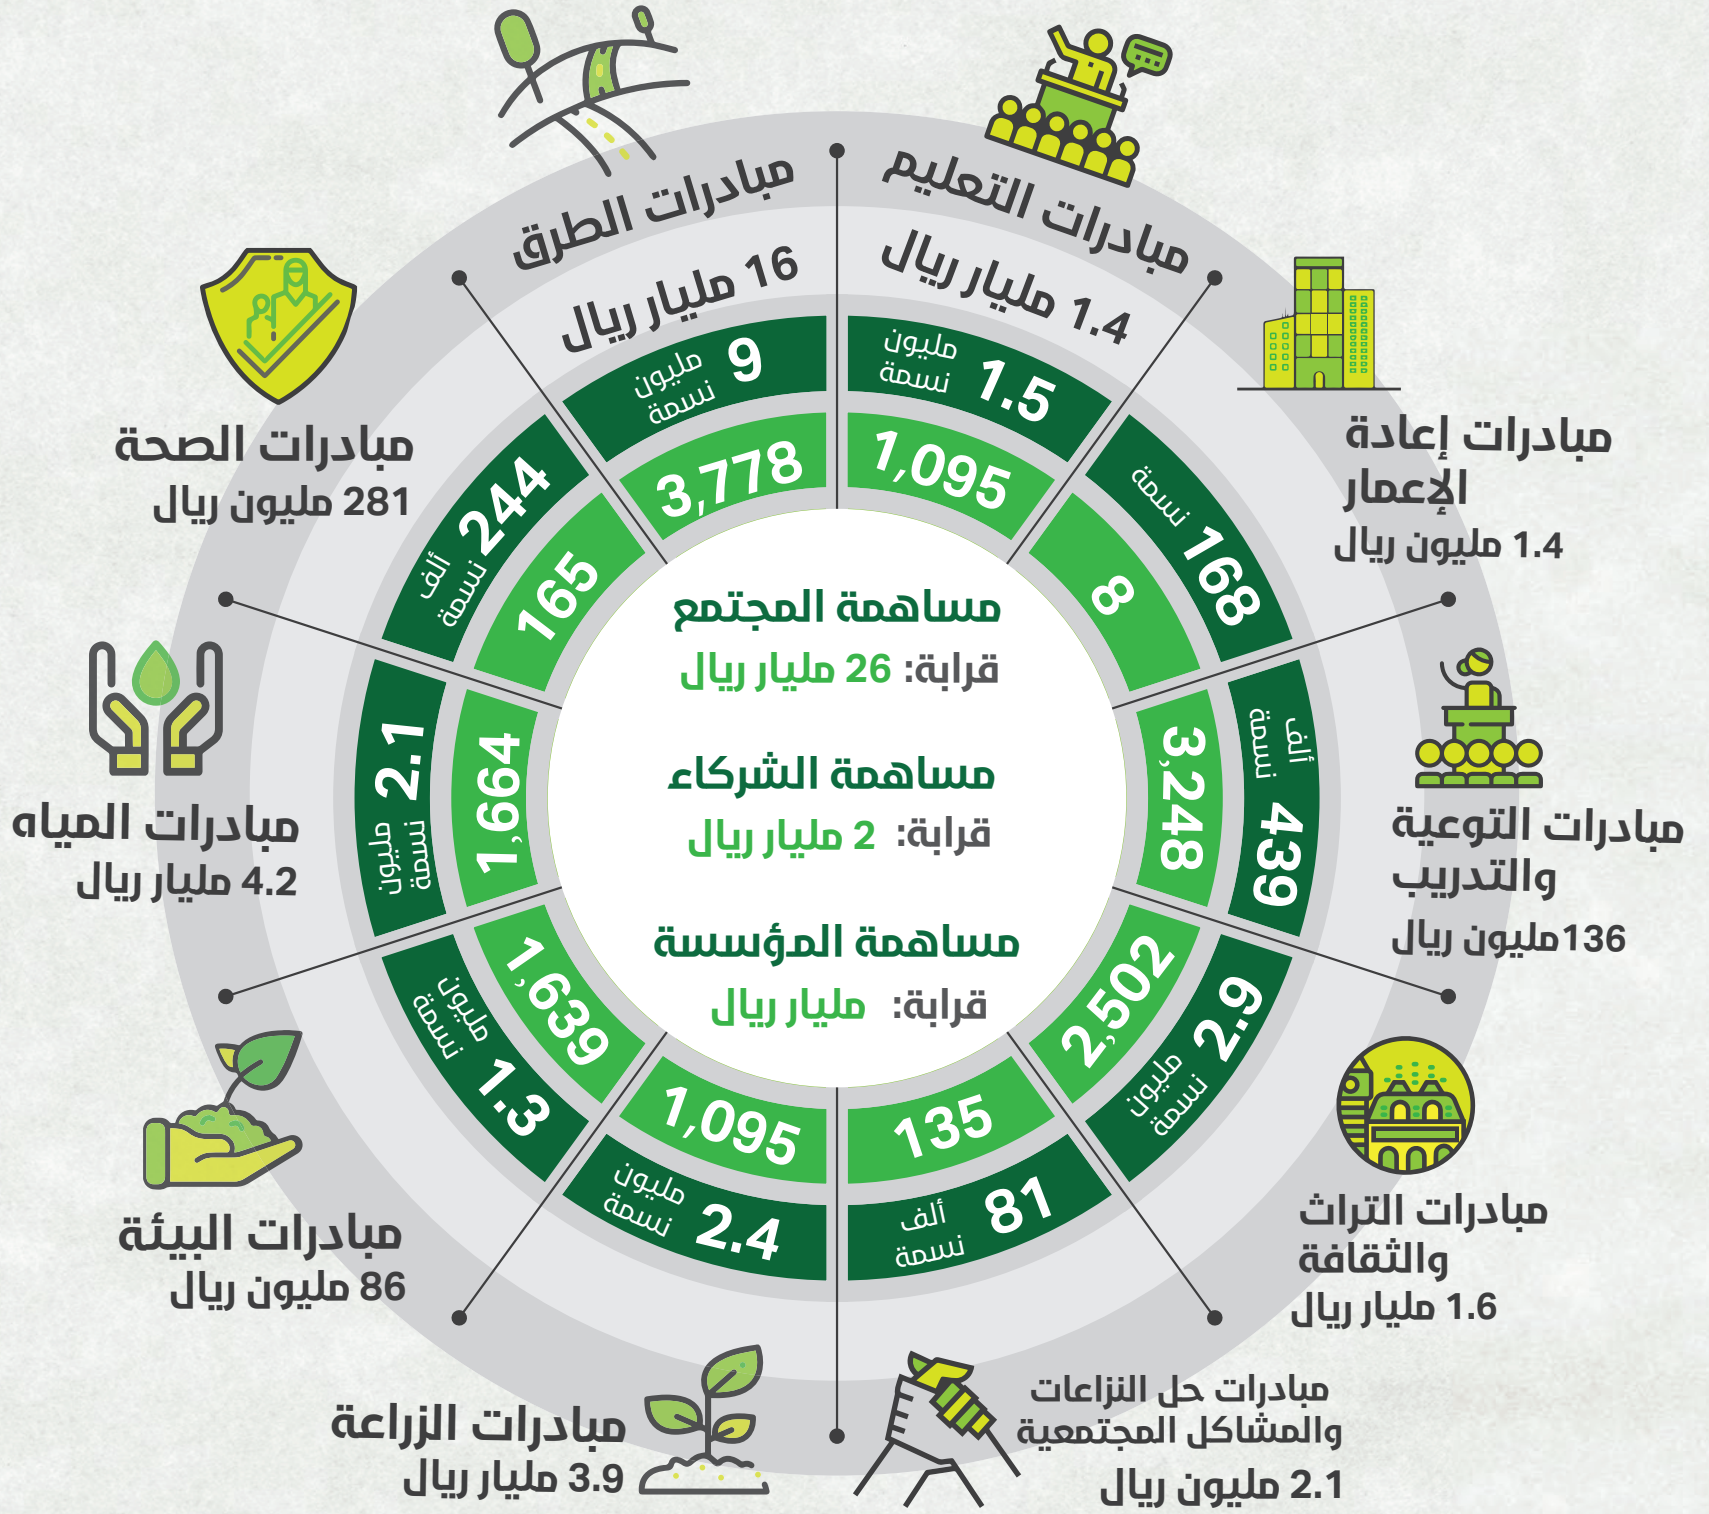 مبادرات التعليم
1.4 مليار ريال
1.5 مليون
نسمة
1,095
مبادرات إعادة
الإعمار
1.4 مليون ريال
168 نسمة
8
مبادرات التوعية
والتدريب
136مليون ريال
439 ألف
نسمة
3,248
مبادرات التراث
والثقافة
1.6 مليار ريال
2.9 مليون
نسمة
2,502
مبادرات حل النزاعات
والمشاكل المجتمعية
2.1 مليون ريال
81 ألف
نسمة
135
مبادرات الزراعة
3.9 مليار ريال
2.4 مليون
نسمة
1,095
مبادرات البيئة
86 مليون ريال
1.3 مليون
نسمة
1,639
مبادرات المياه
4.2 مليار ريال
2.1 مليون
نسمة
1,664
مبادرات الصحة
281 مليون ريال
244 ألف
نسمة
165
مبادرات الطرق
16 مليار ريال
9 مليون
نسمة
3,778
مساهمة المجتمع
قرابة: 26 مليار ريال
مساهمة الشركاء
قرابة: 2 مليار ريال
مساهمة المؤسسة
قرابة: مليار ريال